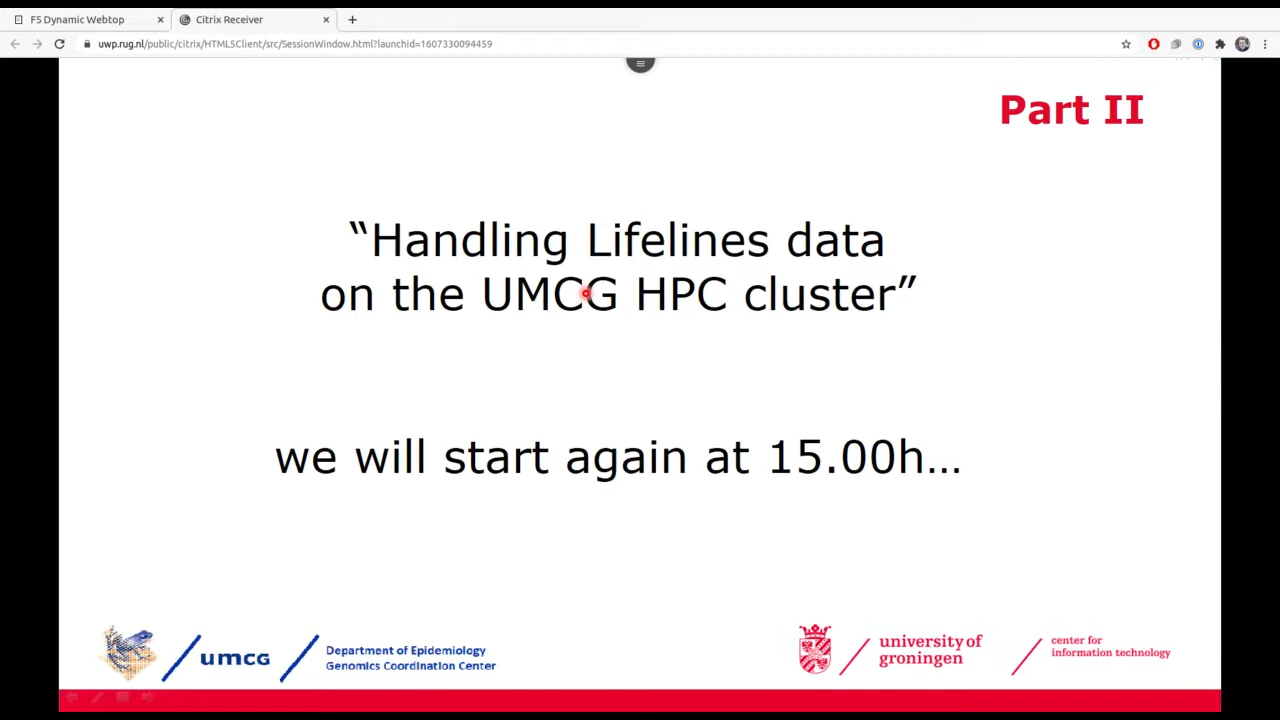 F5 Dynamic Webtop
Citrix Receiver
uwp.rug.nl/public/citrix/HTML5Client/src/SessionWindow.html?launchid=1607330094459
Part II
“Handling Lifelines data
on the UMCG HPC cluster”
we will start again at 15.00h...
umcg
Department of Epidemiology
Genomics Coordination Center
university of
groningen
center for
information technology